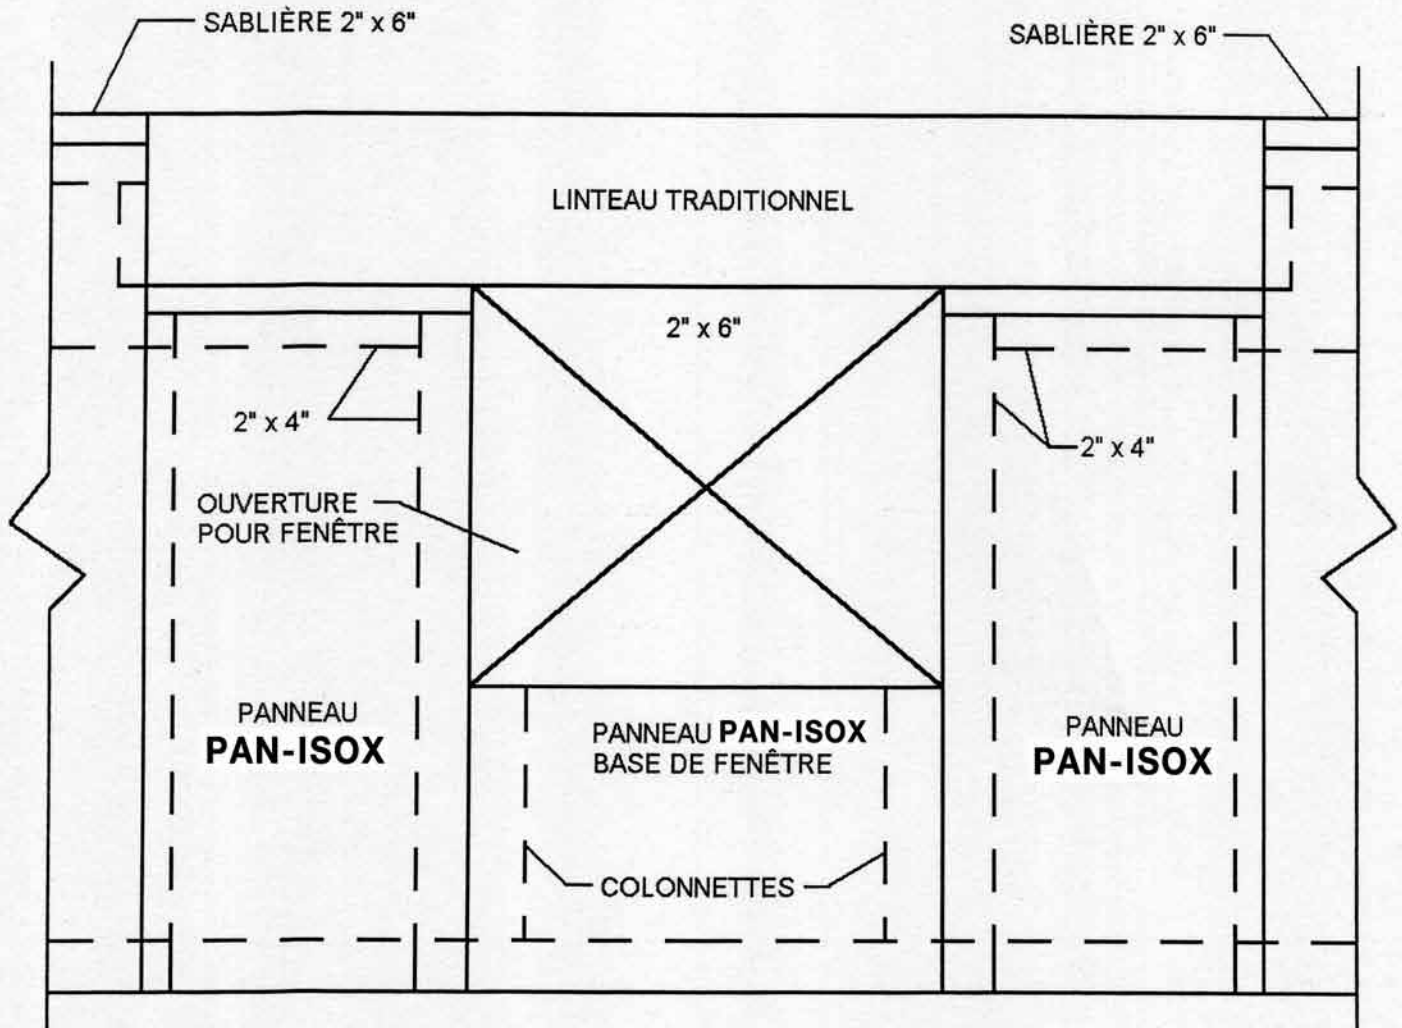 SABLIÈRE 2" x 6"
SABLIÈRE 2" x 6"
LINTEAU TRADITIONNEL
2" x 6"
2" x 4"
2" x 4"
OUVERTURE
POUR FENÊTRE
PANNEAU
PAN-ISOX
PANNEAU PAN-ISOX
BASE DE FENÊTRE
PANNEAU
PAN-ISOX
COLONNETTES